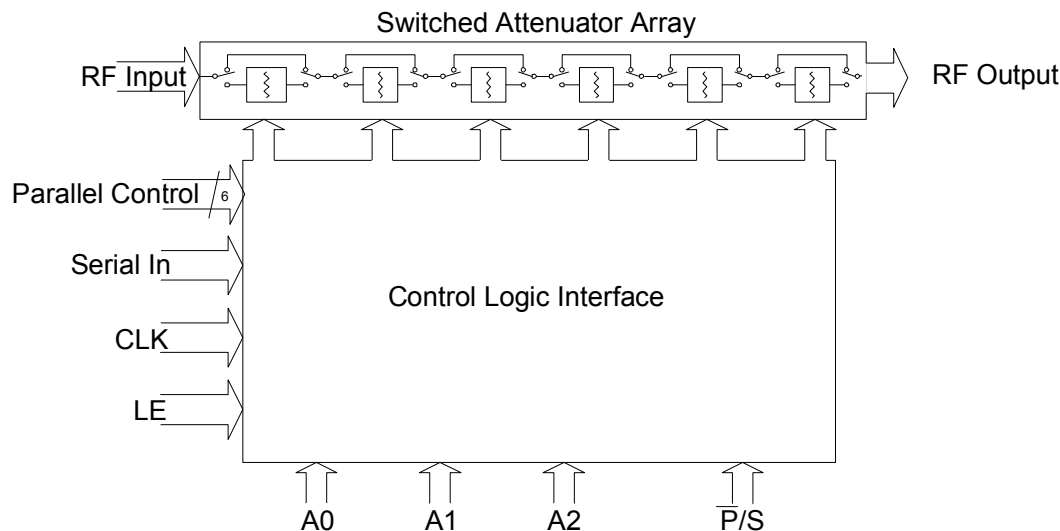 Switched Attenuator Array
RF Input
RF Output
Parallel Control
6
Serial In
Control Logic Interface
CLK
LE
A0
A1
A2
P̅/S